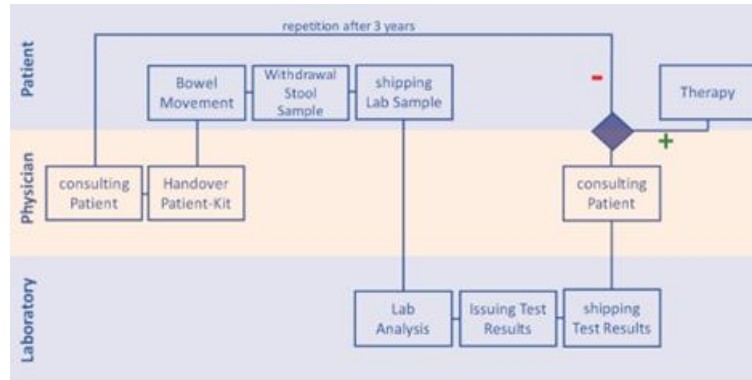 repetition after 3 years
Patient
Bowel
Movement
Withdrawal
Stool
Sample
shipping
Lab Sample
-
Therapy
+
Physician
consulting
Patient
Handover
Patient-Kit
consulting
Patient
Laboratory
Lab
Analysis
Issuing Test
Results
shipping
Test Results